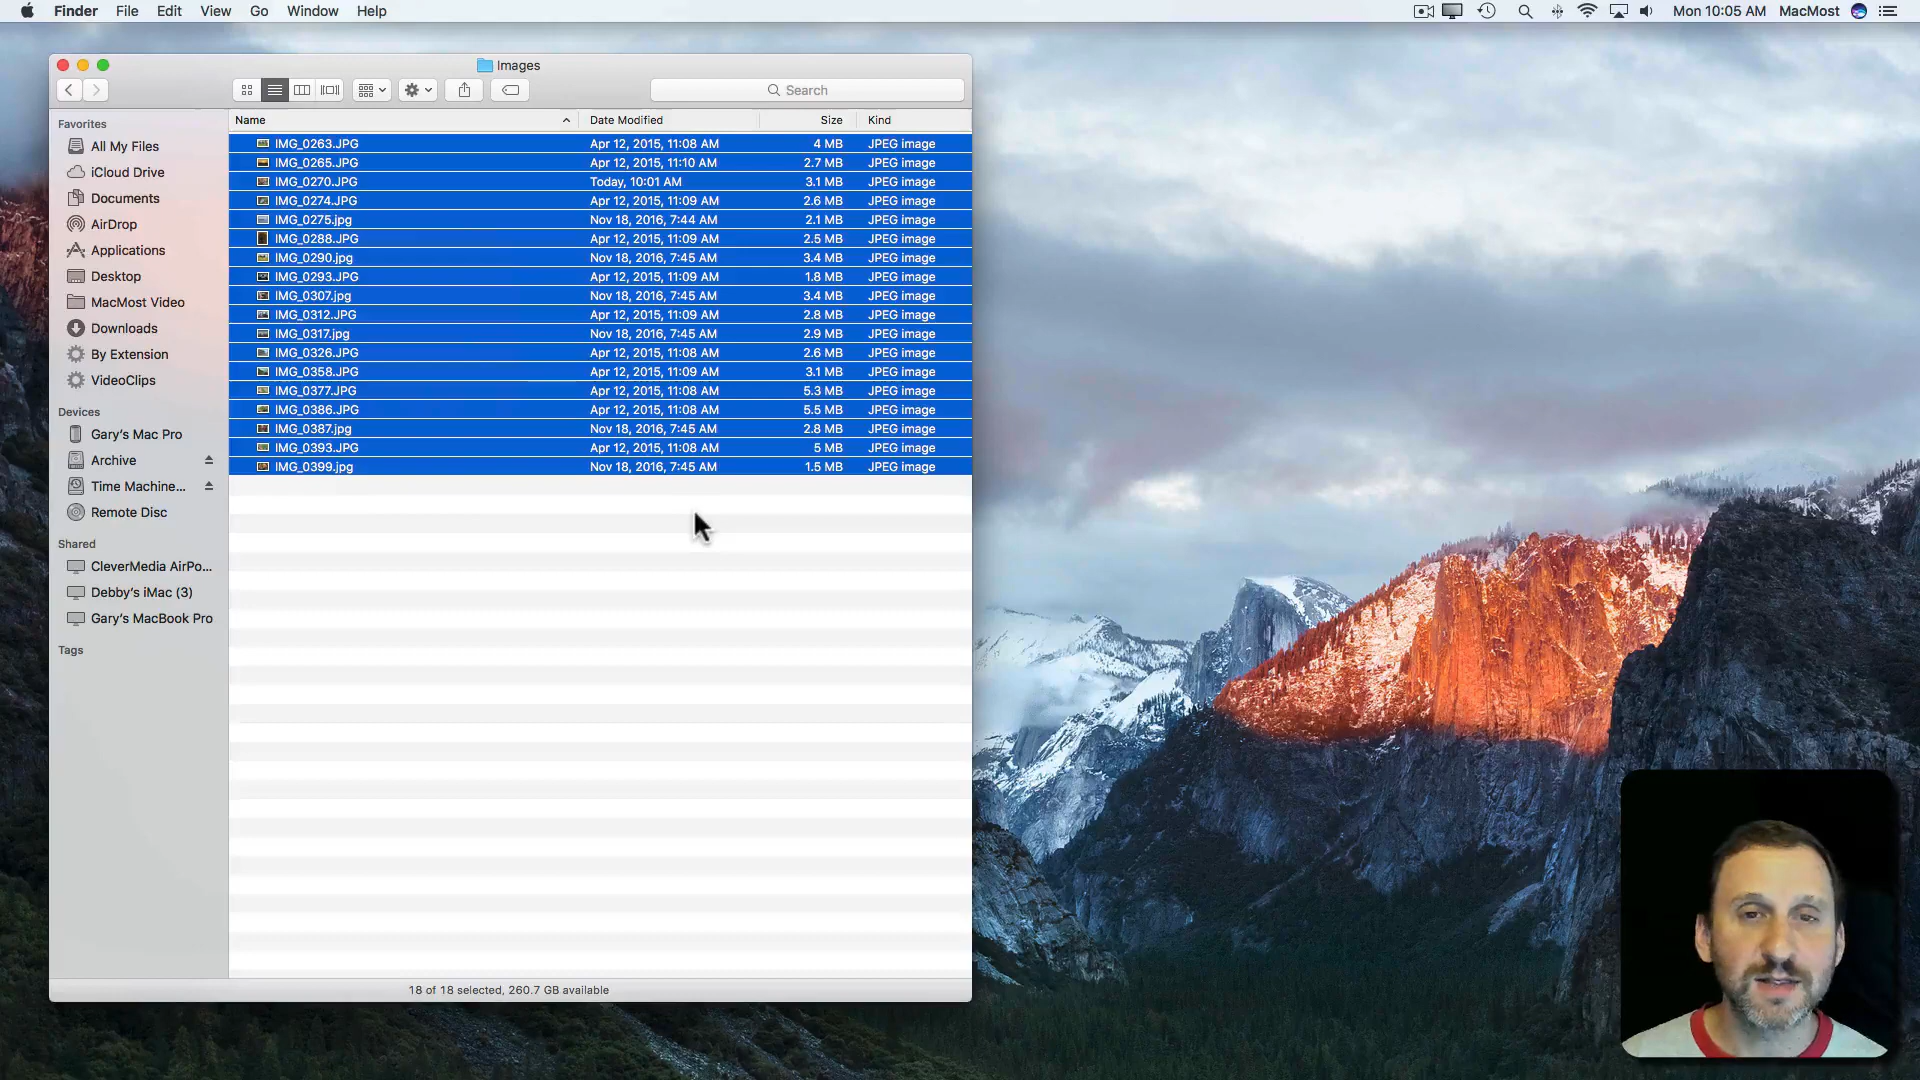 Finder File Edit View Go Window Help Mon 10:05 AM MacMost
Images
Search
Favorites
All My Files
iCloud Drive
Documents
AirDrop
Applications
Desktop
MacMost Video
Downloads
By Extension
VideoClips
Devices
Gary's Mac Pro
Archive
Time Machine...
Remote Disc
Shared
CleverMedia AirPo...
Debby's iMac (3)
Gary's MacBook Pro
Tags
Name Date Modified Size Kind
IMG_0263.JPG Apr 12, 2015, 11:08 AM 4 MB JPEG image
IMG_0265.JPG Apr 12, 2015, 11:10 AM 2.7 MB JPEG image
IMG_0270.JPG Today, 10:01 AM 3.1 MB JPEG image
IMG_0274.JPG Apr 12, 2015, 11:09 AM 2.6 MB JPEG image
IMG_0275.jpg Nov 18, 2016, 7:44 AM 2.1 MB JPEG image
IMG_0288.JPG Apr 12, 2015, 11:09 AM 2.5 MB JPEG image
IMG_0290.jpg Nov 18, 2016, 7:45 AM 3.4 MB JPEG image
IMG_0293.JPG Apr 12, 2015, 11:09 AM 1.8 MB JPEG image
IMG_0307.jpg Nov 18, 2016, 7:45 AM 3.4 MB JPEG image
IMG_0312.JPG Apr 12, 2015, 11:09 AM 2.8 MB JPEG image
IMG_0317.jpg Nov 18, 2016, 7:45 AM 2.9 MB JPEG image
IMG_0326.JPG Apr 12, 2015, 11:08 AM 2.6 MB JPEG image
IMG_0358.JPG Apr 12, 2015, 11:09 AM 3.1 MB JPEG image
IMG_0377.JPG Apr 12, 2015, 11:08 AM 5.3 MB JPEG image
IMG_0386.JPG Apr 12, 2015, 11:08 AM 5.5 MB JPEG image
IMG_0387.jpg Nov 18, 2016, 7:45 AM 2.8 MB JPEG image
IMG_0393.JPG Apr 12, 2015, 11:08 AM 5 MB JPEG image
IMG_0399.jpg Nov 18, 2016, 7:45 AM 1.5 MB JPEG image
18 of 18 selected, 260.7 GB available